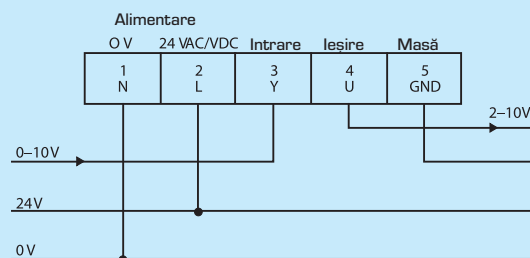 Alimentare
0 V 24 VAC/VDC Intrare Ieșire Masă
1 2 3 4 5
N L Y U GND
2–10V
0–10V
24V
0V